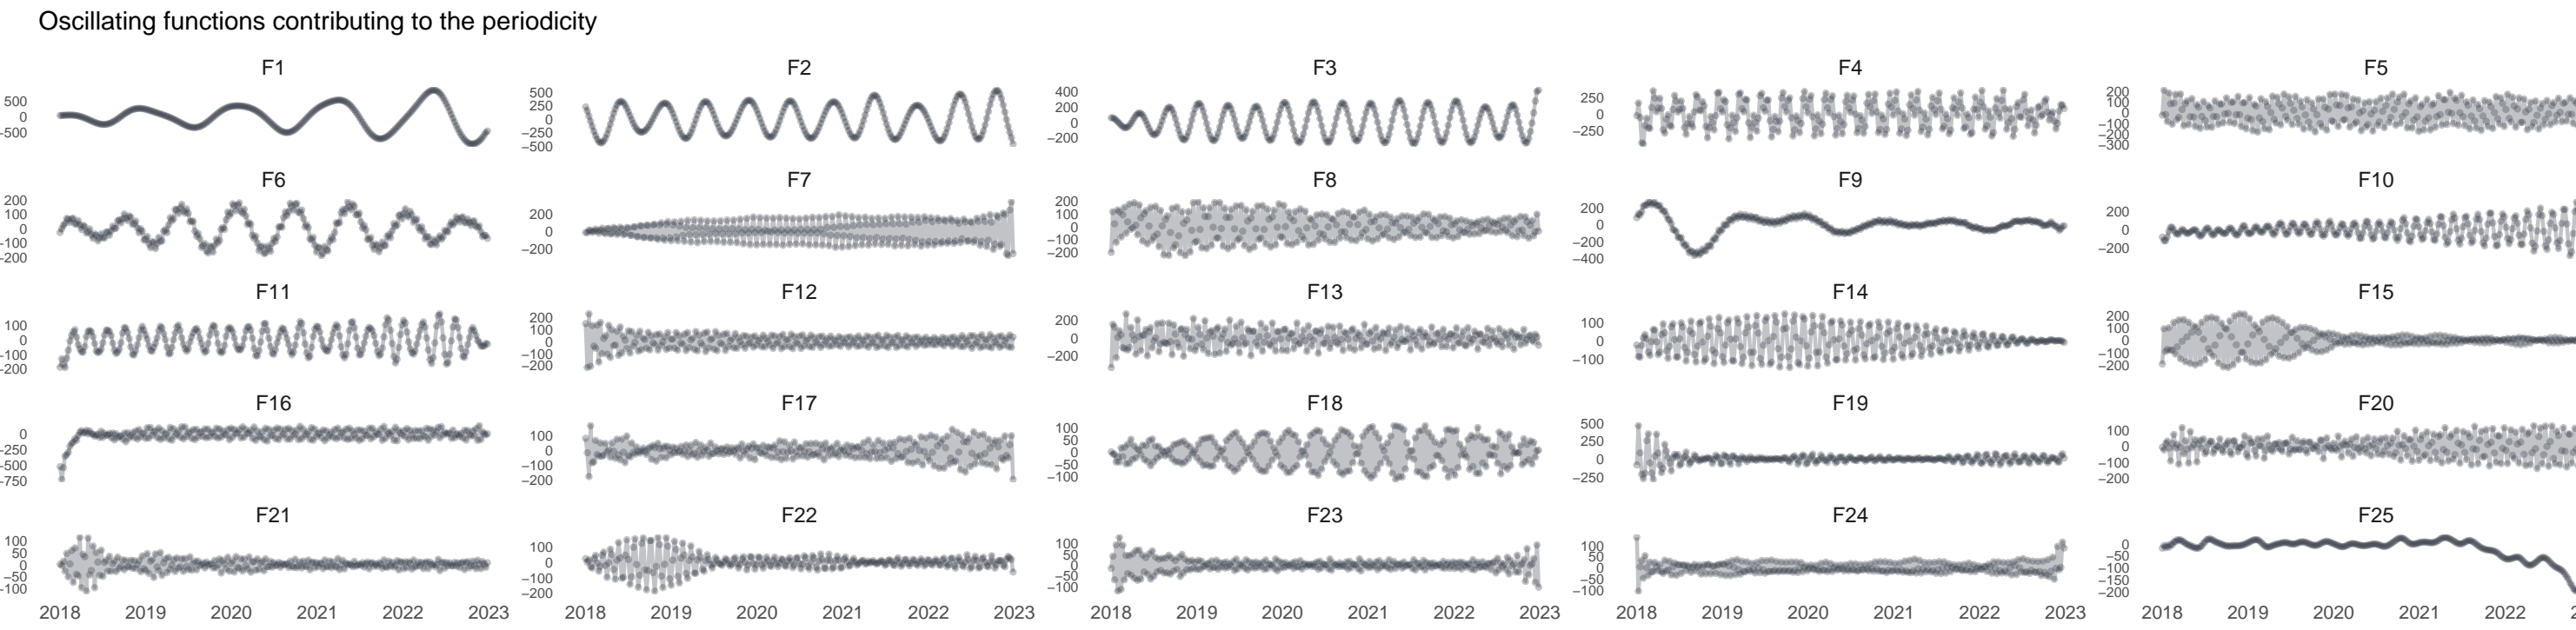 Oscillating functions contributing to the periodicity
F1 F2 F3 F4 F5
500 0 −500
500 250 0 −250 −500
400 200 0 −200
250 0 −250
200 100 0 −100 −200 −300
F6 F7 F8 F9 F10
200 100 0 −100 −200
200 0 −200
200 100 0 −100 −200
200 0 −200 −400
200 0 −200
F11 F12 F13 F14 F15
100 0 −100 −200
200 100 0 −100 −200
200 0 −200
100 0 −100
200 100 0 −100 −200
F16 F17 F18 F19 F20
0 −250 −500 −750
100 0 −100 −200
100 50 0 −50 −100
500 250 0 −250
100 0 −100 −200
F21 F22 F23 F24 F25
100 50 0 −50 −100
100 0 −100 −200
100 50 0 −50 −100
100 50 0 −50 −100
0 −50 −100 −150 −200
2018 2019 2020 2021 2022 2023 2018 2019 2020 2021 2022 2023 2018 2019 2020 2021 2022 2023 2018 2019 2020 2021 2022 2023 2018 2019 2020 2021 2022